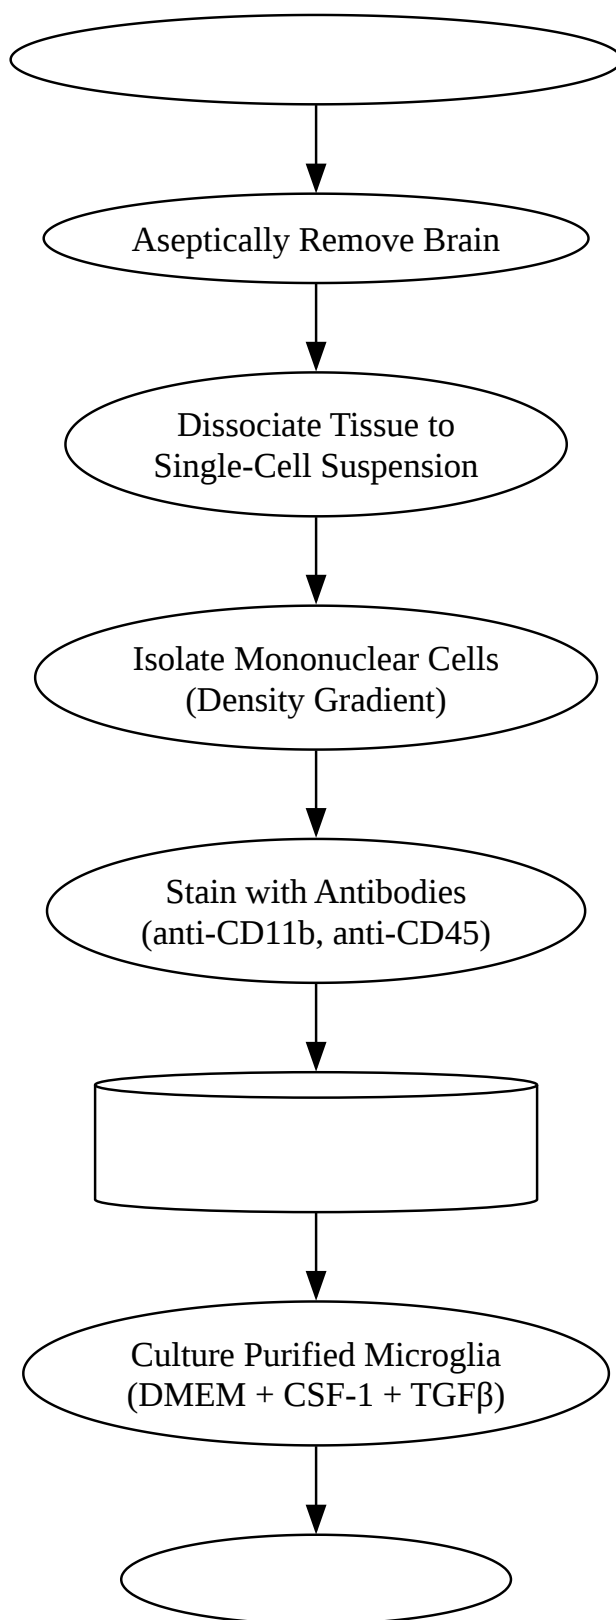 Aseptically Remove Brain
Dissociate Tissue to
Single-Cell Suspension
Isolate Mononuclear Cells
(Density Gradient)
Stain with Antibodies
(anti-CD11b, anti-CD45)
Culture Purified Microglia
(DMEM + CSF-1 + TGFβ)